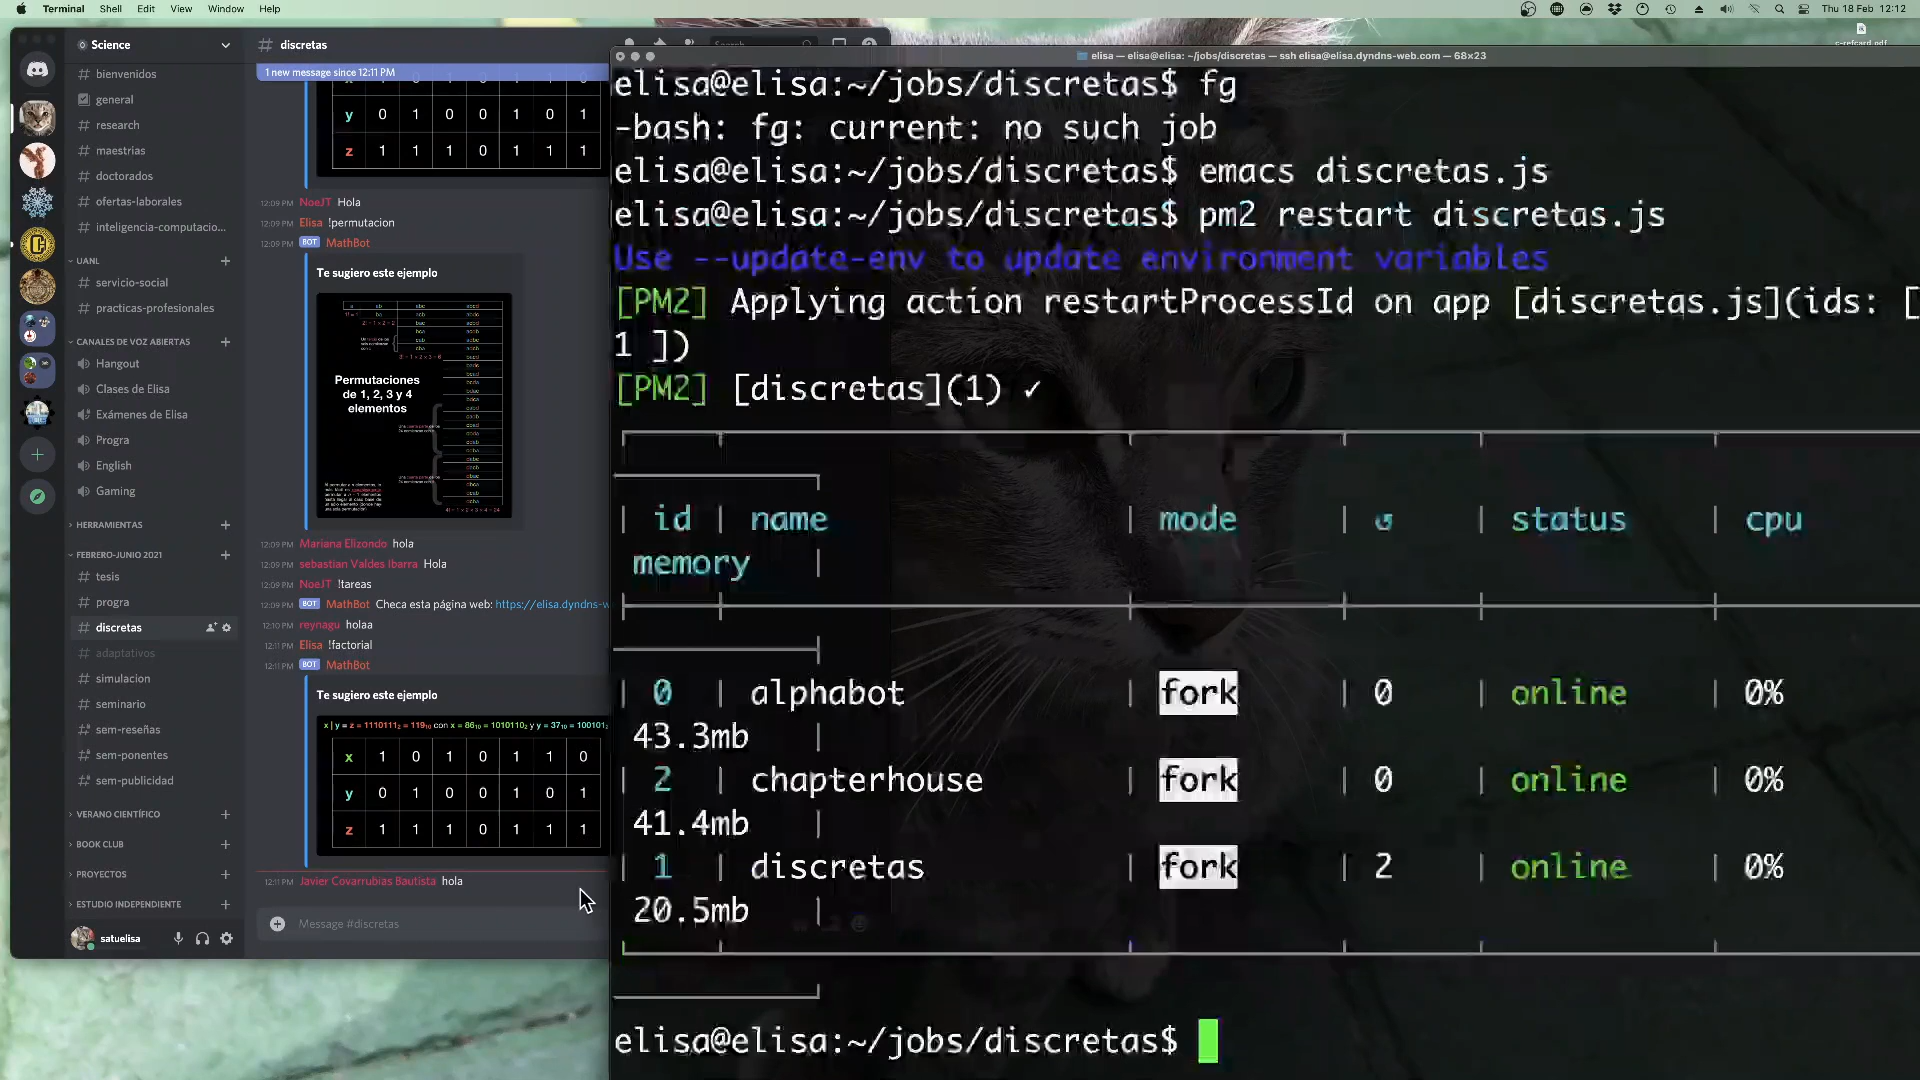 Terminal Shell Edit View Window Help
Thu 18 Feb 12:12
c-refcard.pdf
Science
# discretas
Search
1 new message since 12:11 PM
# bienvenidos
general
# research
# maestrias
# doctorados
# ofertas-laborales
# inteligencia-computacio...
UANL
# servicio-social
# practicas-profesionales
CANALES DE VOZ ABIERTAS
Hangout
Clases de Elisa
Exámenes de Elisa
Progra
English
Gaming
HERRAMIENTAS
FEBRERO-JUNIO 2021
# tesis
# progra
# discretas
# adaptativos
# simulacion
# seminario
# sem-reseñas
# sem-ponentes
# sem-publicidad
VERANO CIENTÍFICO
BOOK CLUB
PROYECTOS
ESTUDIO INDEPENDIENTE
satuelisa
y 0 1 0 0 1 0 1
z 1 1 1 0 1 1 1
12:09 PM NoeJT Hola
12:09 PM Elisa !permutacion
12:09 PM BOT MathBot
Te sugiero este ejemplo
Permutaciones
de 1, 2, 3 y 4
elementos
12:09 PM Mariana Elizondo hola
12:09 PM sebastian Valdes Ibarra Hola
12:09 PM NoeJT !tareas
12:09 PM BOT MathBot Checa esta página web: https://elisa.dyndns-w
12:10 PM reynagu holaa
12:11 PM Elisa !factorial
12:11 PM BOT MathBot
Te sugiero este ejemplo
x | y = z = 1110111₂ = 119₁₀ con x = 86₁₀ = 1010110₂ y y = 37₁₀ = 100101₂
x 1 0 1 0 1 1 0
y 0 1 0 0 1 0 1
z 1 1 1 0 1 1 1
12:11 PM Javier Covarrubias Bautista hola
Message #discretas
elisa — elisa@elisa: ~/jobs/discretas — ssh elisa@elisa.dyndns-web.com — 68×23
elisa@elisa:~/jobs/discretas$ fg
-bash: fg: current: no such job
elisa@elisa:~/jobs/discretas$ emacs discretas.js
elisa@elisa:~/jobs/discretas$ pm2 restart discretas.js
Use --update-env to update environment variables
[PM2] Applying action restartProcessId on app [discretas.js](ids: [
1 ])
[PM2] [discretas](1) ✓
│ id │ name │ mode │ ↺ │ status │ cpu
memory │
│ 0 │ alphabot │ fork │ 0 │ online │ 0%
43.3mb │
│ 2 │ chapterhouse │ fork │ 0 │ online │ 0%
41.4mb │
│ 1 │ discretas │ fork │ 2 │ online │ 0%
20.5mb │
elisa@elisa:~/jobs/discretas$